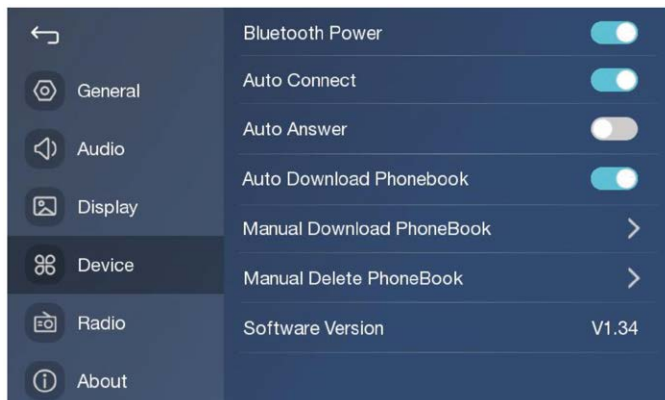 General
Audio
Display
Device
Radio
About
Bluetooth Power
Auto Connect
Auto Answer
Auto Download Phonebook
Manual Download PhoneBook
Manual Delete PhoneBook
Software Version V1.34